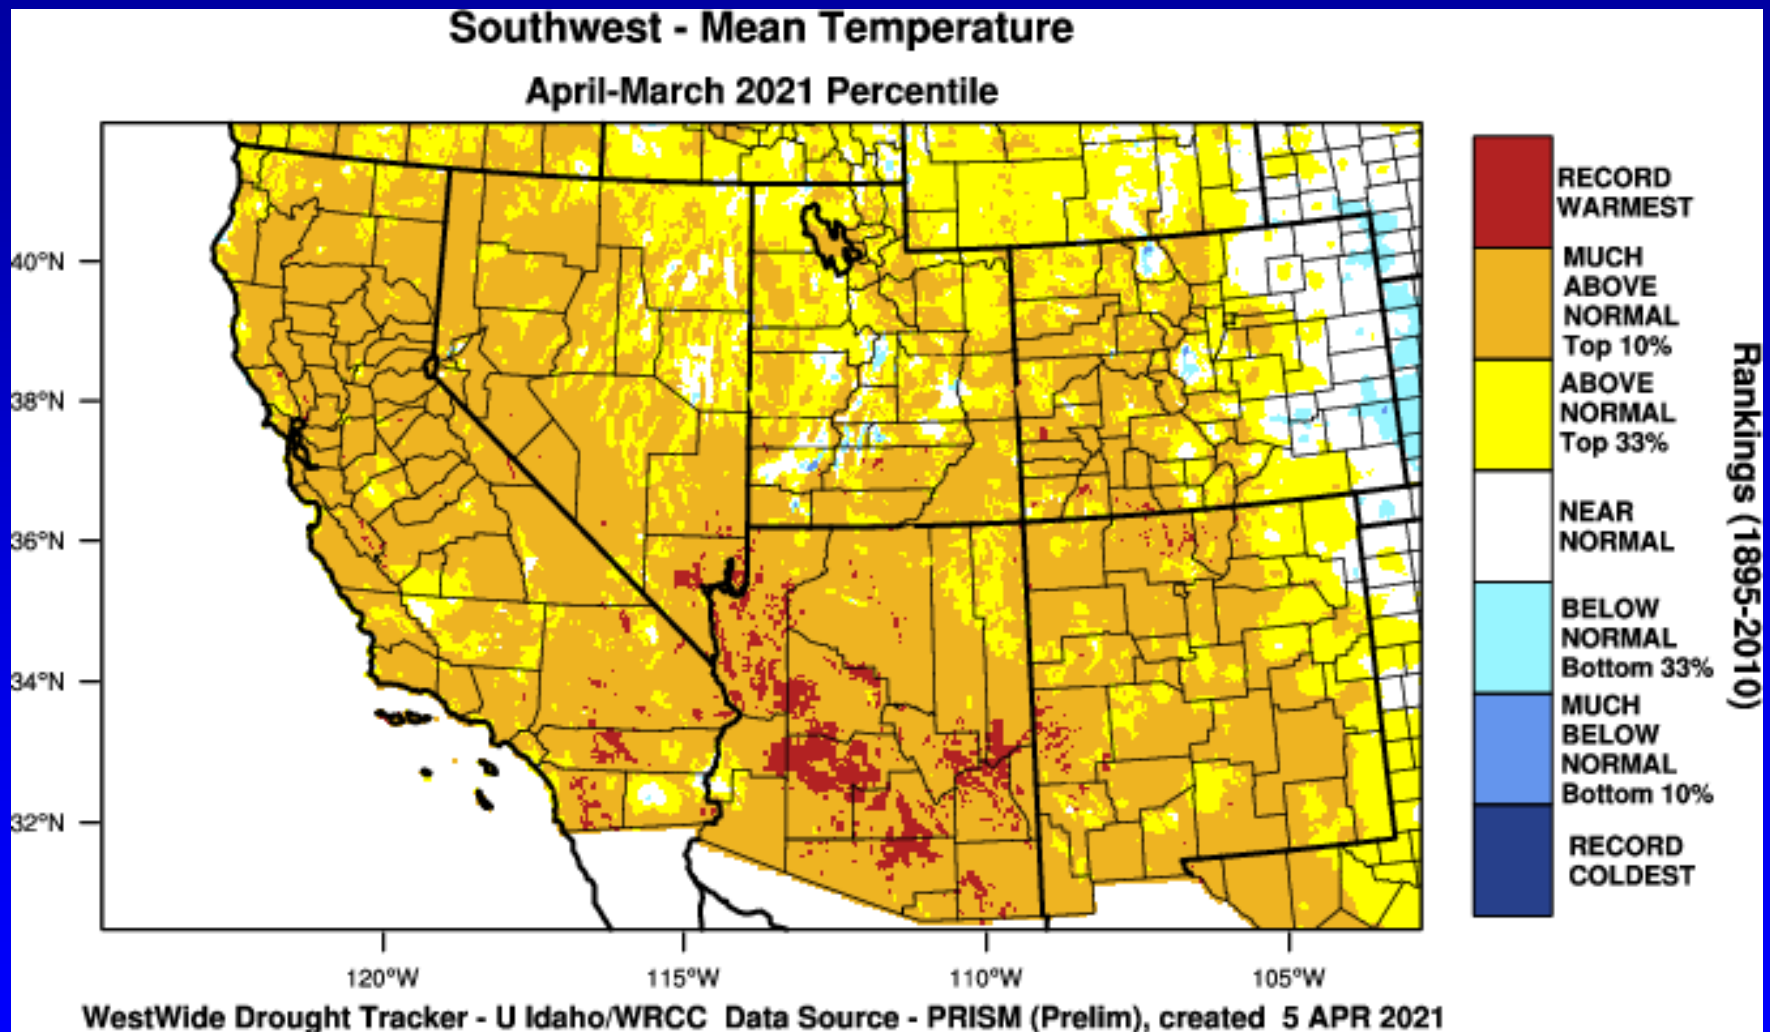 Southwest - Mean Temperature
April-March 2021 Percentile
40°N
38°N
36°N
34°N
32°N
120°W
115°W
110°W
105°W
RECORD
WARMEST
MUCH
ABOVE
NORMAL
Top 10%
ABOVE
NORMAL
Top 33%
NEAR
NORMAL
BELOW
NORMAL
Bottom 33%
MUCH
BELOW
NORMAL
Bottom 10%
RECORD
COLDEST
Rankings (1895-2010)
WestWide Drought Tracker - U Idaho/WRCC Data Source - PRISM (Prelim), created 5 APR 2021